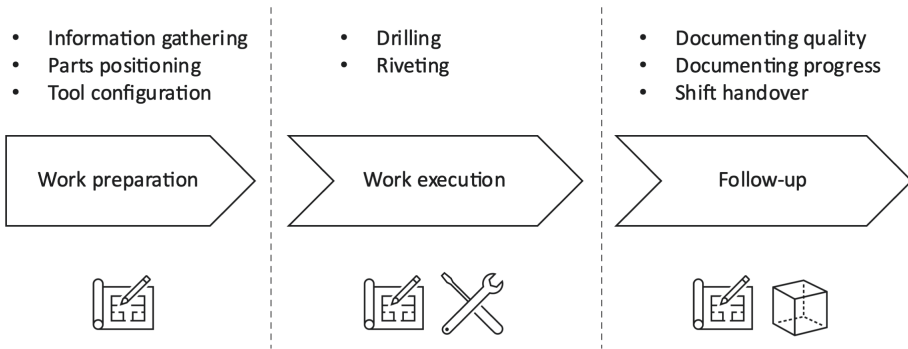 • Information gathering
• Parts positioning
• Tool configuration
• Drilling
• Riveting
• Documenting quality
• Documenting progress
• Shift handover
Work preparation
Work execution
Follow-up